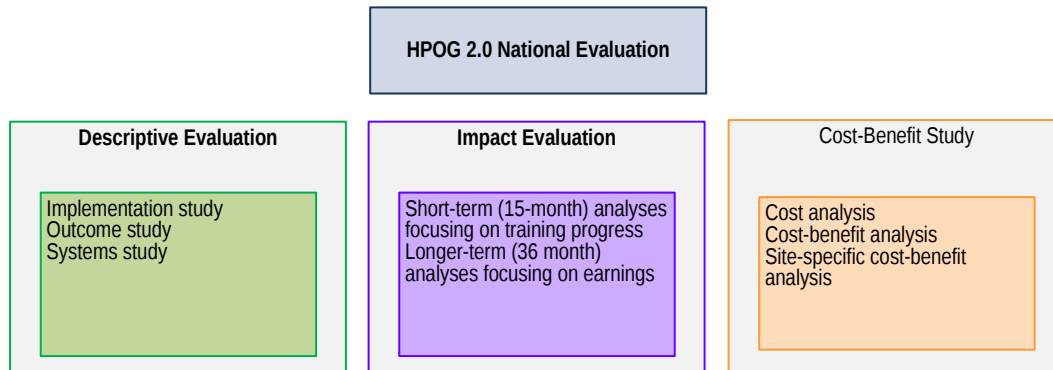 HPOG 2.0 National Evaluation
Descriptive Evaluation
Implementation study
Outcome study
Systems study
Impact Evaluation
Short-term (15-month) analyses
focusing on training progress
Longer-term (36 month)
analyses focusing on earnings
Cost-Benefit Study
Cost analysis
Cost-benefit analysis
Site-specific cost-benefit
analysis